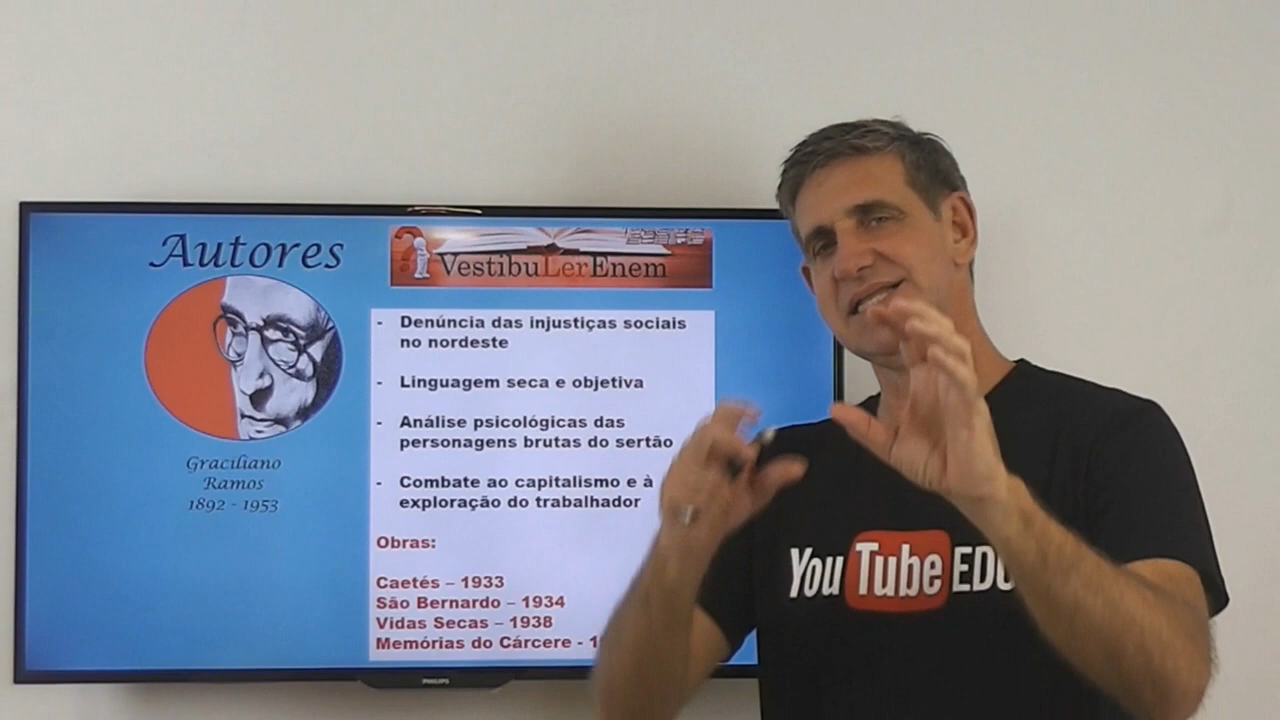 Autores
VestibuLerEnem
Graciliano
Ramos
1892 - 1953
- Denúncia das injustiças sociais
no nordeste
- Linguagem seca e objetiva
- Análise psicológicas das
personagens brutas do sertão
- Combate ao capitalismo e à
exploração do trabalhador
Obras:
Caetés – 1933
São Bernardo – 1934
Vidas Secas – 1938
Memórias do Cárcere - 1
PHILIPS
YouTube EDU